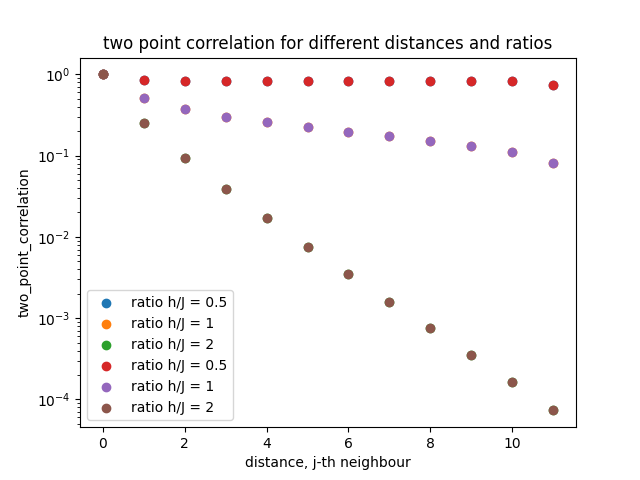 two point correlation for different distances and ratios
two_point_correlation
10⁰
10⁻¹
10⁻²
10⁻³
10⁻⁴
ratio h/J = 0.5
ratio h/J = 1
ratio h/J = 2
ratio h/J = 0.5
ratio h/J = 1
ratio h/J = 2
0 2 4 6 8 10
distance, j-th neighbour